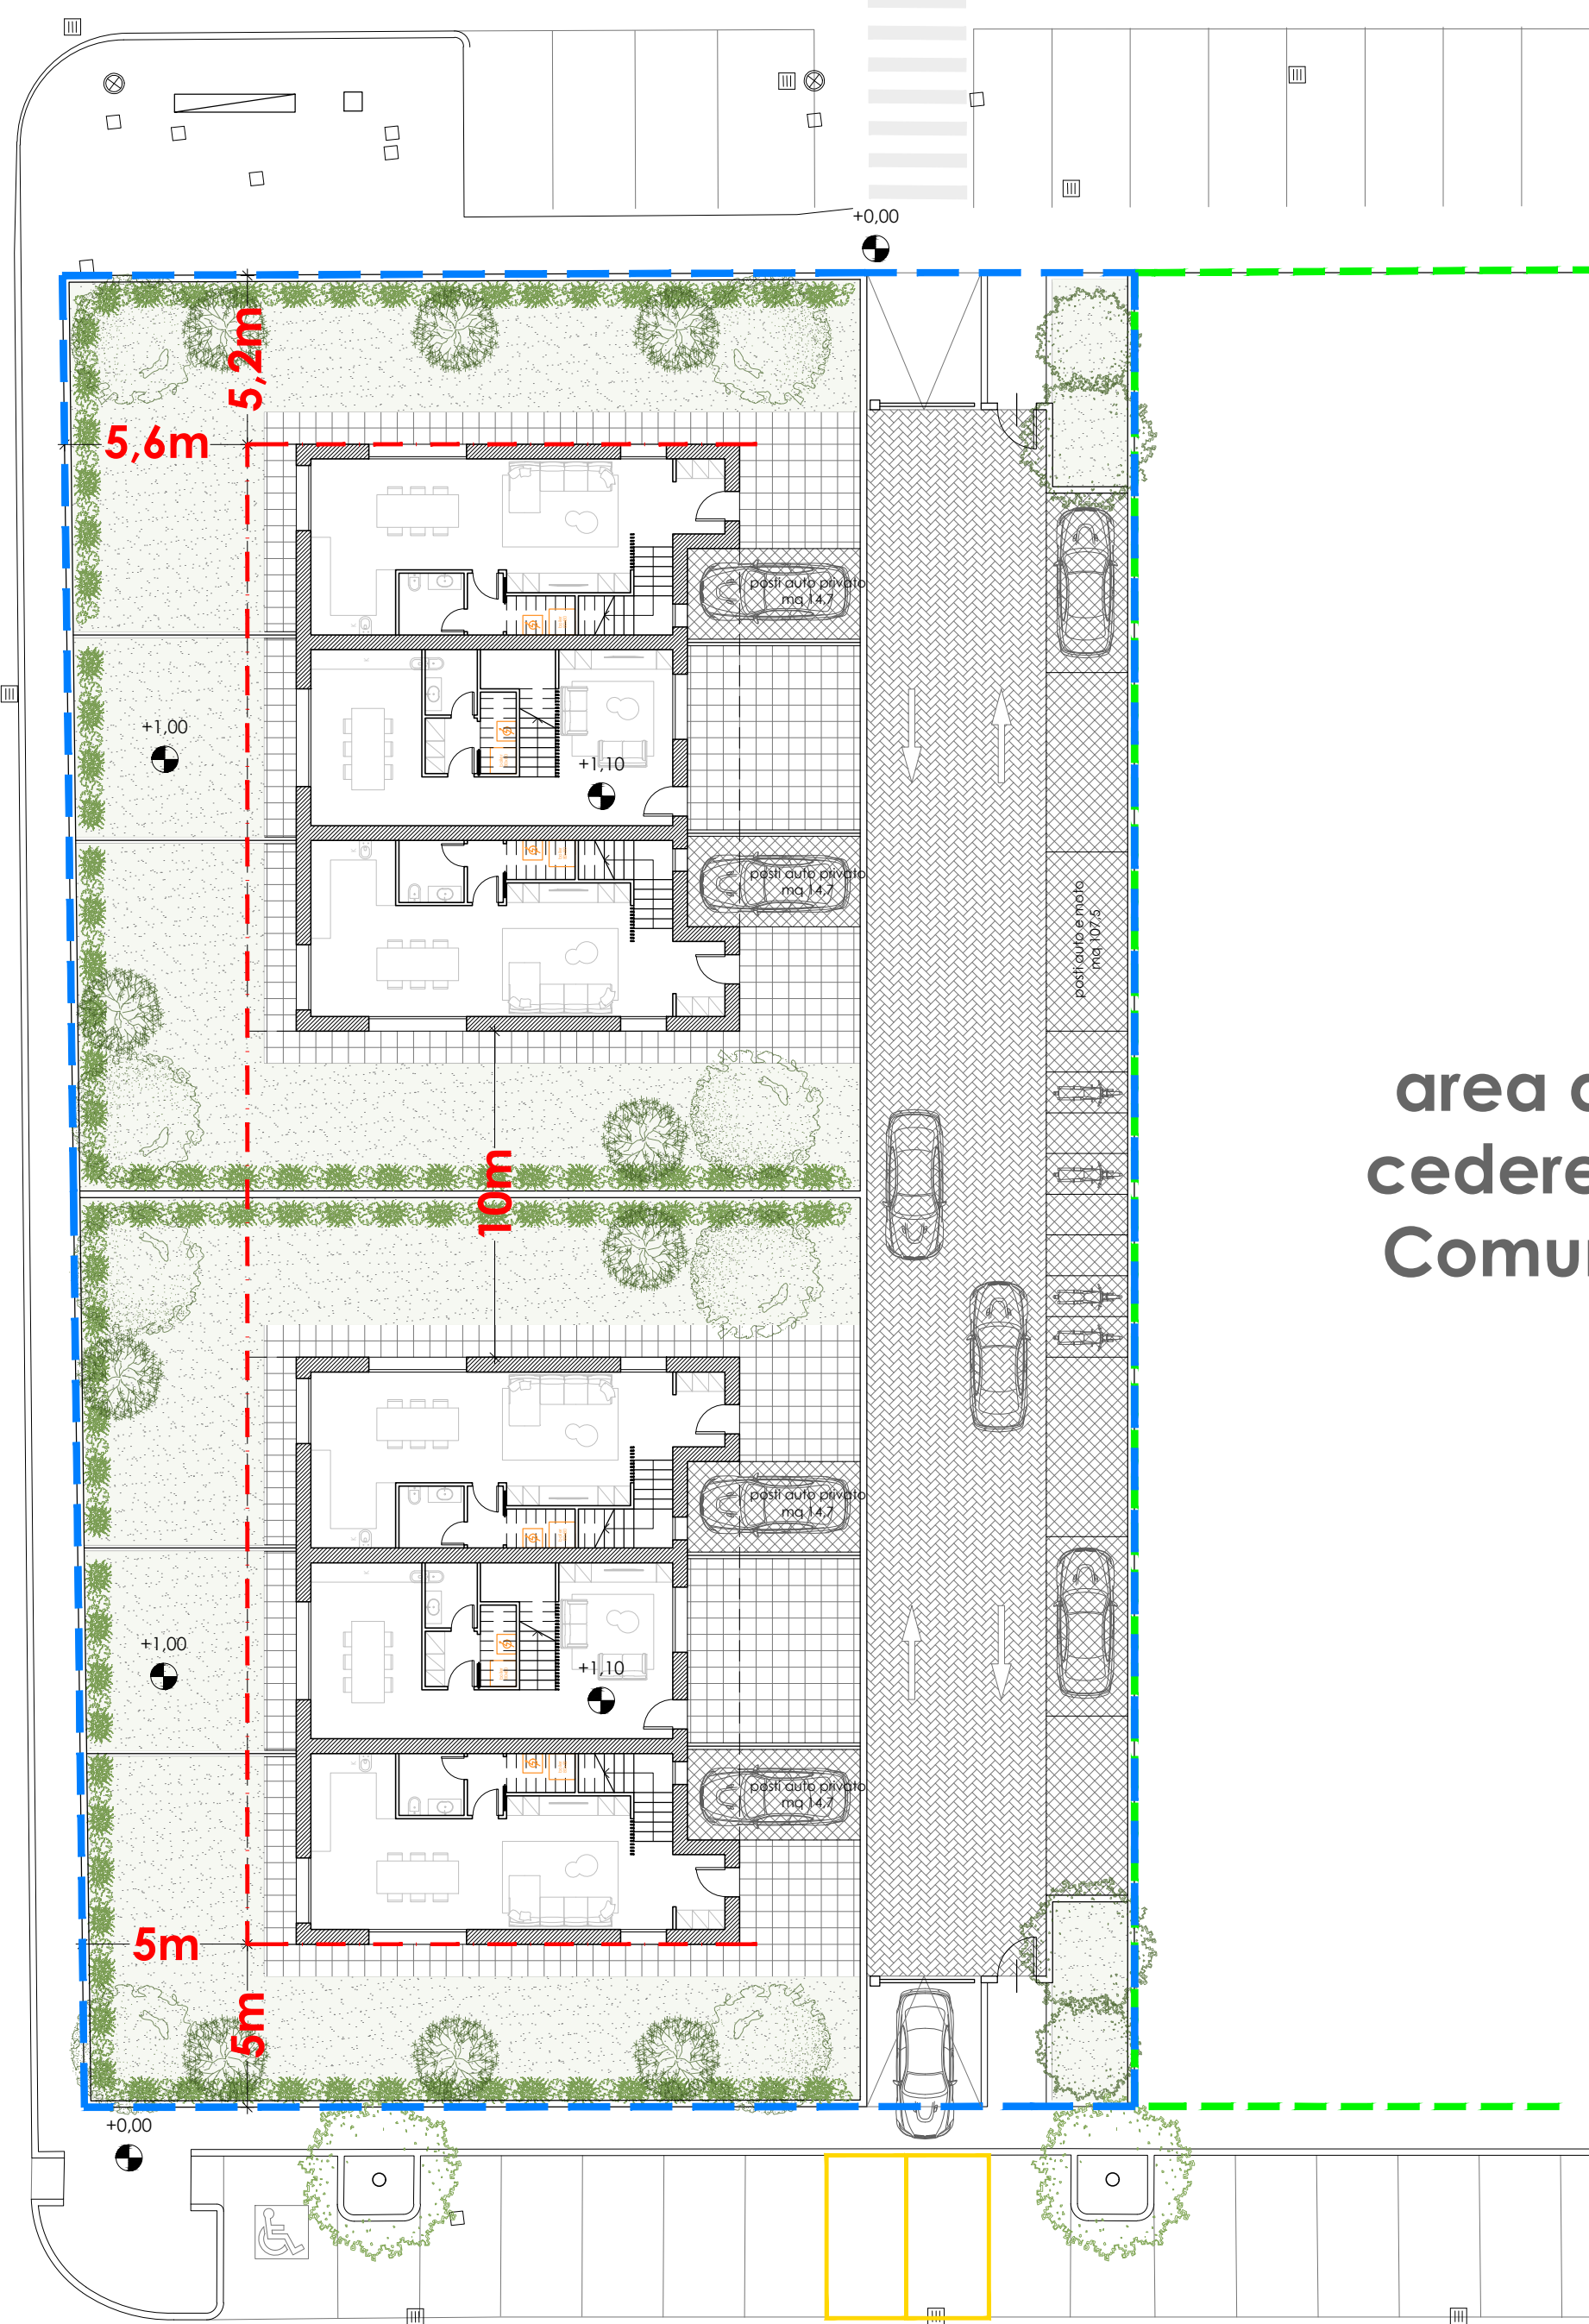 +0,00
5,2m
5,6m
posti auto privato
mq 14,7
+1,00
+1,10
posti auto privato
mq 14,7
posti auto e moto
mq 107,5
area
cedere
10m
posti auto privato
mq 14,7
+1,00
+1,10
posti auto privato
mq 14,7
5m
5m
+0,00